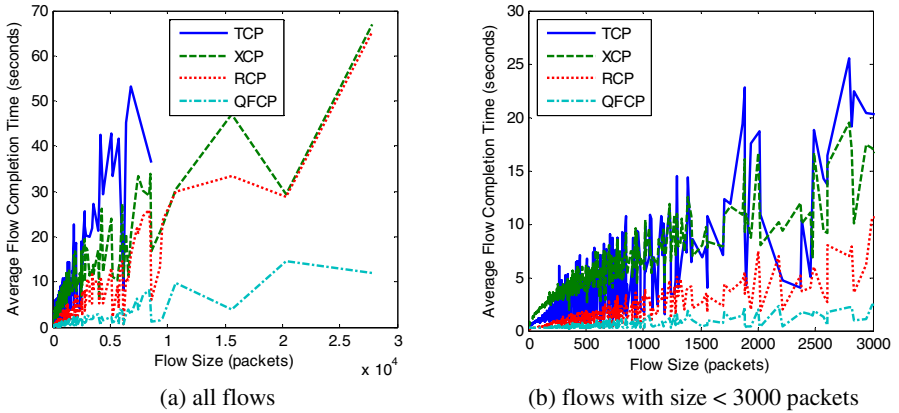 70
60
50
40
30
20
10
0
Average Flow Completion Time (seconds)
TCP
XCP
RCP
QFCP
0 0.5 1 1.5 2 2.5 3
Flow Size (packets)
x 10^4
(a) all flows
30
25
20
15
10
5
0
Average Flow Completion Time (seconds)
TCP
XCP
RCP
QFCP
0 500 1000 1500 2000 2500 3000
Flow Size (packets)
(b) flows with size < 3000 packets